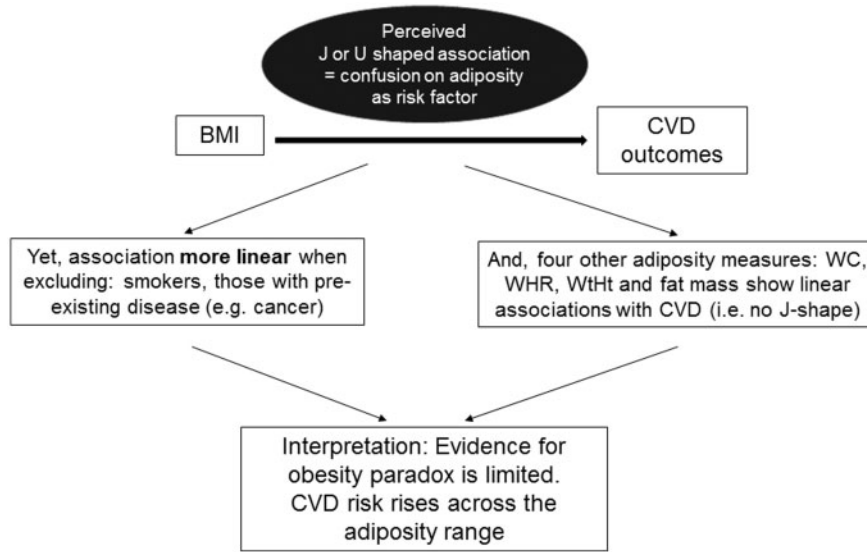 Perceived
J or U shaped association
= confusion on adiposity
as risk factor
BMI
CVD
outcomes
Yet, association more linear when
excluding: smokers, those with pre-
existing disease (e.g. cancer)
And, four other adiposity measures: WC,
WHR, WtHt and fat mass show linear
associations with CVD (i.e. no J-shape)
Interpretation: Evidence for
obesity paradox is limited.
CVD risk rises across the
adiposity range